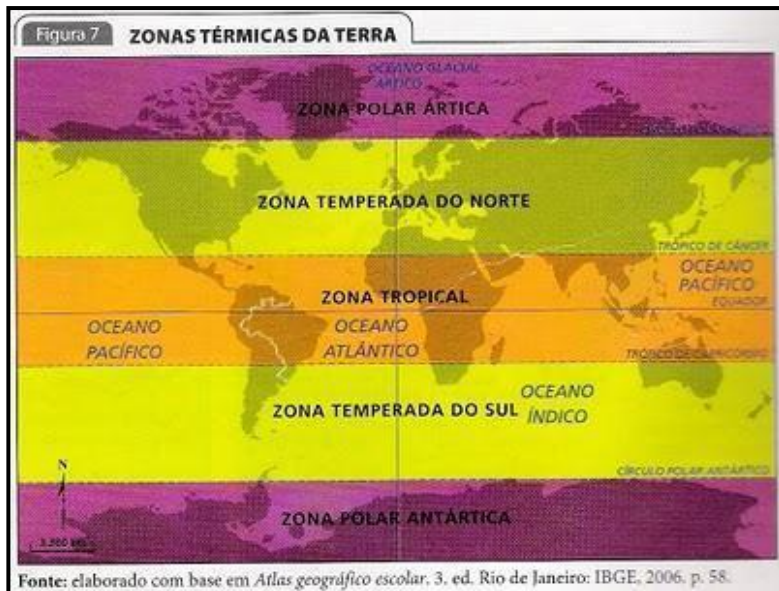 Figura 7 ZONAS TÉRMICAS DA TERRA
OCEANO GLACIAL
ÁRTICO
ZONA POLAR ÁRTICA
ZONA TEMPERADA DO NORTE
TRÓPICO DE CÂNCER
OCEANO
PACÍFICO
ZONA TROPICAL
EQUADOR
OCEANO
PACÍFICO
OCEANO
ATLÂNTICO
TRÓPICO DE CAPRICÓRNIO
ZONA TEMPERADA DO SUL
OCEANO
ÍNDICO
CÍRCULO POLAR ANTÁRTICO
N
ZONA POLAR ANTÁRTICA
Fonte: elaborado com base em Atlas geográfico escolar. 3. ed. Rio de Janeiro: IBGE, 2006. p. 58.